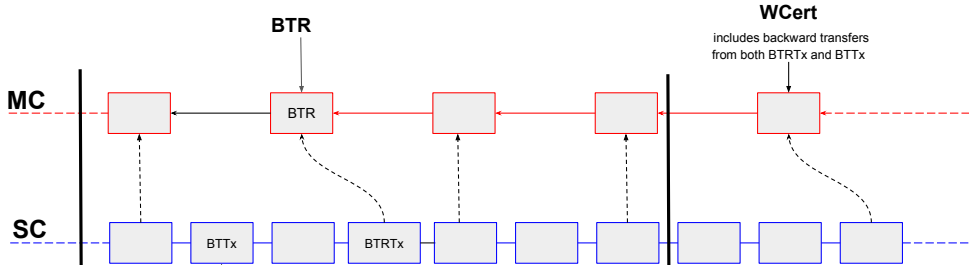 WCert
BTR
includes backward transfers
from both BTRTx and BTTx
MC
BTR
SC
BTTx
BTRTx